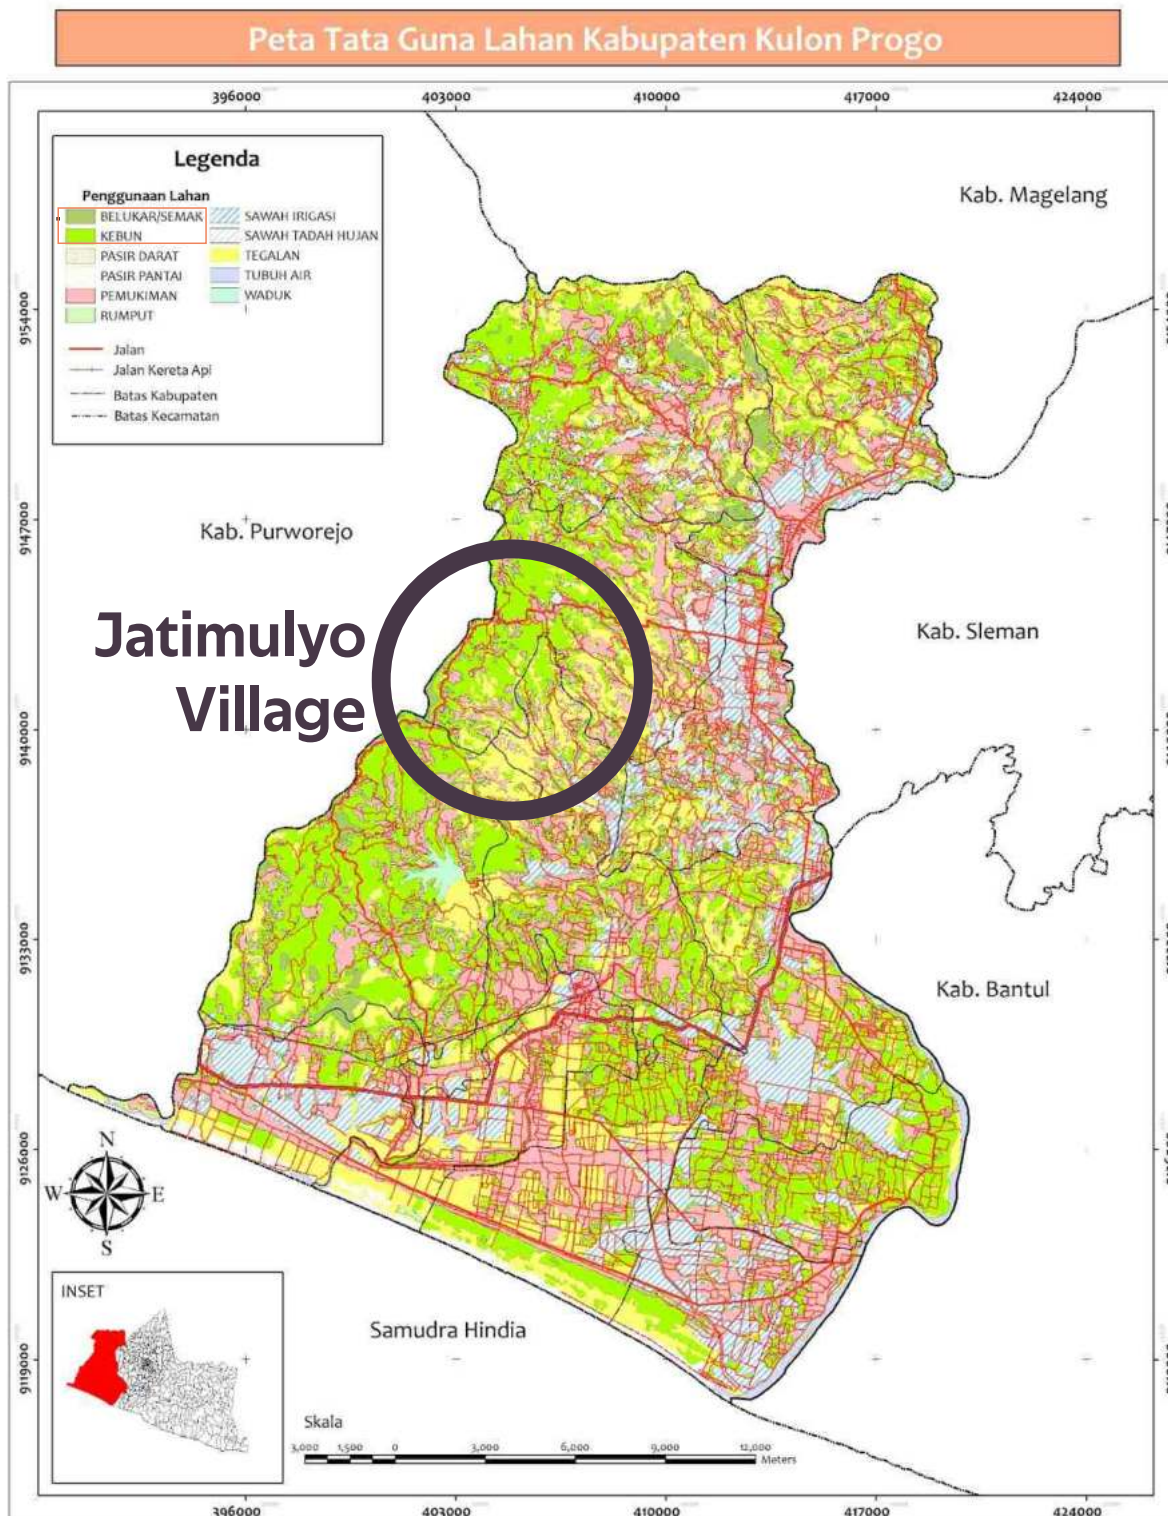 Peta Tata Guna Lahan Kabupaten Kulon Progo
396000 403000 410000 417000 424000
Legenda
Penggunaan Lahan
BELUKAR/SEMAK
KEBUN
PASIR DARAT
PASIR PANTAI
PEMUKIMAN
RUMPUT
SAWAH IRIGASI
SAWAH TADAH HUJAN
TEGALAN
TUBUH AIR
WADUK
Jalan
Jalan Kereta Api
Batas Kabupaten
Batas Kecamatan
Kab. Magelang
9154000
9147000
Kab. Purworejo
Jatimulyo
Village
Kab. Sleman
9140000
9133000
Kab. Bantul
9126000
N
W E
S
INSET
Samudra Hindia
9119000
Skala
3,000 1,500 0 3,000 6,000 9,000 12,000
Meters
396000 403000 410000 417000 424000